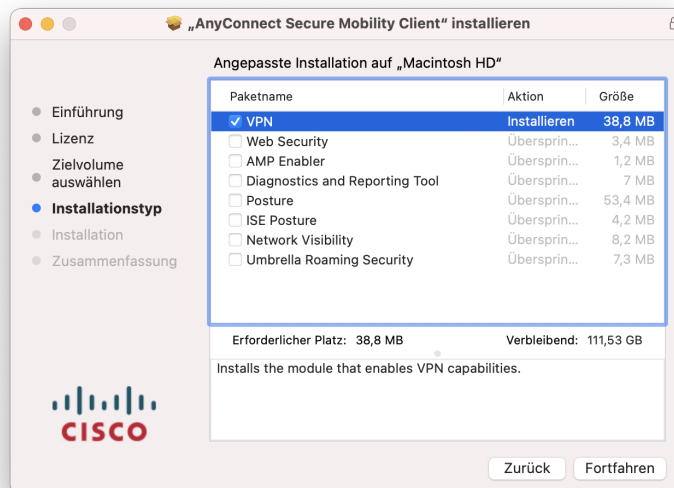 „AnyConnect Secure Mobility Client“ installieren
Angepasste Installation auf „Macintosh HD“
Einführung
Lizenz
Zielvolume
auswählen
Installationstyp
Installation
Zusammenfassung
Paketname Aktion Größe
VPN Installieren 38,8 MB
Web Security Übersprin... 3,4 MB
AMP Enabler Übersprin... 1,2 MB
Diagnostics and Reporting Tool Übersprin... 7 MB
Posture Übersprin... 53,4 MB
ISE Posture Übersprin... 4,2 MB
Network Visibility Übersprin... 8,2 MB
Umbrella Roaming Security Übersprin... 7,3 MB
Erforderlicher Platz: 38,8 MB Verbleibend: 111,53 GB
Installs the module that enables VPN capabilities.
CISCO
Zurück Fortfahren